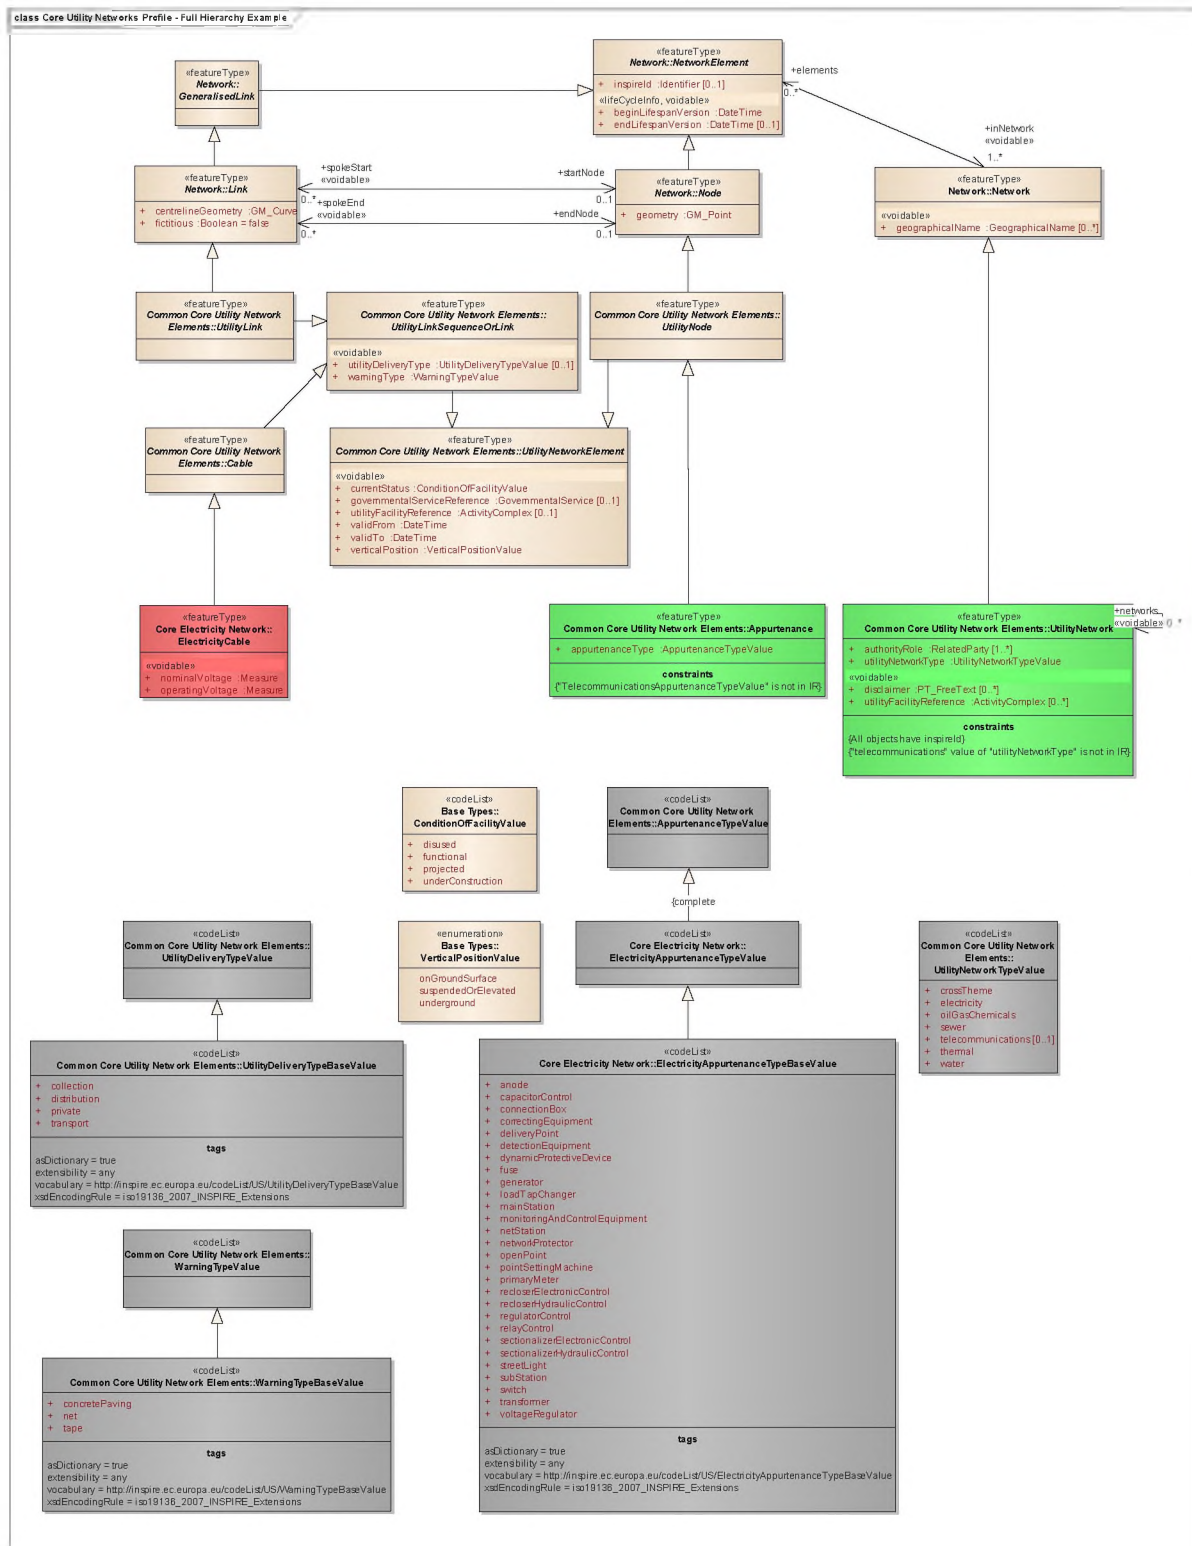 class Core Utility Networks Profile - Full Hierarchy Example
«featureType»
Network::
GeneralisedLink
«featureType»
Network::NetworkElement
+ inspireId :Identifier [0..1]
«lifeCycleInfo, voidable»
+ beginLifespanVersion :DateTime
+ endLifespanVersion :DateTime [0..1]
+elements
0..*
+inNetwork
«voidable»
1..*
«featureType»
Network::Link
+ centrelineGeometry :GM_Curve
+ fictitious :Boolean = false
+spokeStart
«voidable»
0..*
+startNode
0..1
+spokeEnd
«voidable»
0..*
+endNode
0..1
«featureType»
Network::Node
+ geometry :GM_Point
«featureType»
Network::Network
«voidable»
+ geographicalName :GeographicalName [0..*]
«featureType»
Common Core Utility Network
Elements::UtilityLink
«featureType»
Common Core Utility Network Elements::
UtilityLinkSequenceOrLink
«voidable»
+ utilityDeliveryType :UtilityDeliveryTypeValue [0..1]
+ warningType :WarningTypeValue
«featureType»
Common Core Utility Network Elements::
UtilityNode
«featureType»
Common Core Utility Network
Elements::Cable
«featureType»
Common Core Utility Network Elements::UtilityNetworkElement
«voidable»
+ currentStatus :ConditionOfFacilityValue
+ governmentalServiceReference :GovernmentalService [0..1]
+ utilityFacilityReference :ActivityComplex [0..1]
+ validFrom :DateTime
+ validTo :DateTime
+ verticalPosition :VerticalPositionValue
«featureType»
Core Electricity Network::
ElectricityCable
«voidable»
+ nominalVoltage :Measure
+ operatingVoltage :Measure
«featureType»
Common Core Utility Network Elements::Appurtenance
+ appurtenanceType :AppurtenanceTypeValue
constraints
{"TelecommunicationsAppurtenanceTypeValue" is not in IR}
«featureType»
Common Core Utility Network Elements::UtilityNetwork
+ authorityRole :RelatedParty [1..*]
+ utilityNetworkType :UtilityNetworkTypeValue
«voidable»
+ disclaimer :PT_FreeText [0..*]
+ utilityFacilityReference :ActivityComplex [0..*]
constraints
{All objects have inspireId}
{"telecommunications" value of "utilityNetworkType" is not in IR}
+networks
«voidable» 0..*
«codeList»
Base Types::
ConditionOfFacilityValue
+ disused
+ functional
+ projected
+ underConstruction
«codeList»
Common Core Utility Network
Elements::AppurtenanceTypeValue
{complete
«codeList»
Common Core Utility Network Elements::
UtilityDeliveryTypeValue
«enumeration»
Base Types::
VerticalPositionValue
onGroundSurface
suspendedOrElevated
underground
«codeList»
Core Electricity Network::
ElectricityAppurtenanceTypeValue
«codeList»
Common Core Utility Network
Elements::
UtilityNetworkTypeValue
+ crossTheme
+ electricity
+ oilGasChemicals
+ sewer
+ telecommunications [0..1]
+ thermal
+ water
«codeList»
Common Core Utility Network Elements::UtilityDeliveryTypeBaseValue
+ collection
+ distribution
+ private
+ transport
tags
asDictionary = true
extensibility = any
vocabulary = http://inspire.ec.europa.eu/codeList/US/UtilityDeliveryTypeBaseValue
xsdEncodingRule = iso19136_2007_INSPIRE_Extensions
«codeList»
Core Electricity Network::ElectricityAppurtenanceTypeBaseValue
+ anode
+ capacitorControl
+ connectionBox
+ correctingEquipment
+ deliveryPoint
+ detectionEquipment
+ dynamicProtectiveDevice
+ fuse
+ generator
+ loadTapChanger
+ mainStation
+ monitoringAndControlEquipment
+ netStation
+ networkProtector
+ openPoint
+ pointSettingMachine
+ primaryMeter
+ recloserElectronicControl
+ recloserHydraulicControl
+ regulatorControl
+ relayControl
+ sectionalizerElectronicControl
+ sectionalizerHydraulicControl
+ streetLight
+ subStation
+ switch
+ transformer
+ voltageRegulator
tags
asDictionary = true
extensibility = any
vocabulary = http://inspire.ec.europa.eu/codeList/US/ElectricityAppurtenanceTypeBaseValue
xsdEncodingRule = iso19136_2007_INSPIRE_Extensions
«codeList»
Common Core Utility Network Elements::
WarningTypeValue
«codeList»
Common Core Utility Network Elements::WarningTypeBaseValue
+ concretePaving
+ net
+ tape
tags
asDictionary = true
extensibility = any
vocabulary = http://inspire.ec.europa.eu/codeList/US/WarningTypeBaseValue
xsdEncodingRule = iso19136_2007_INSPIRE_Extensions